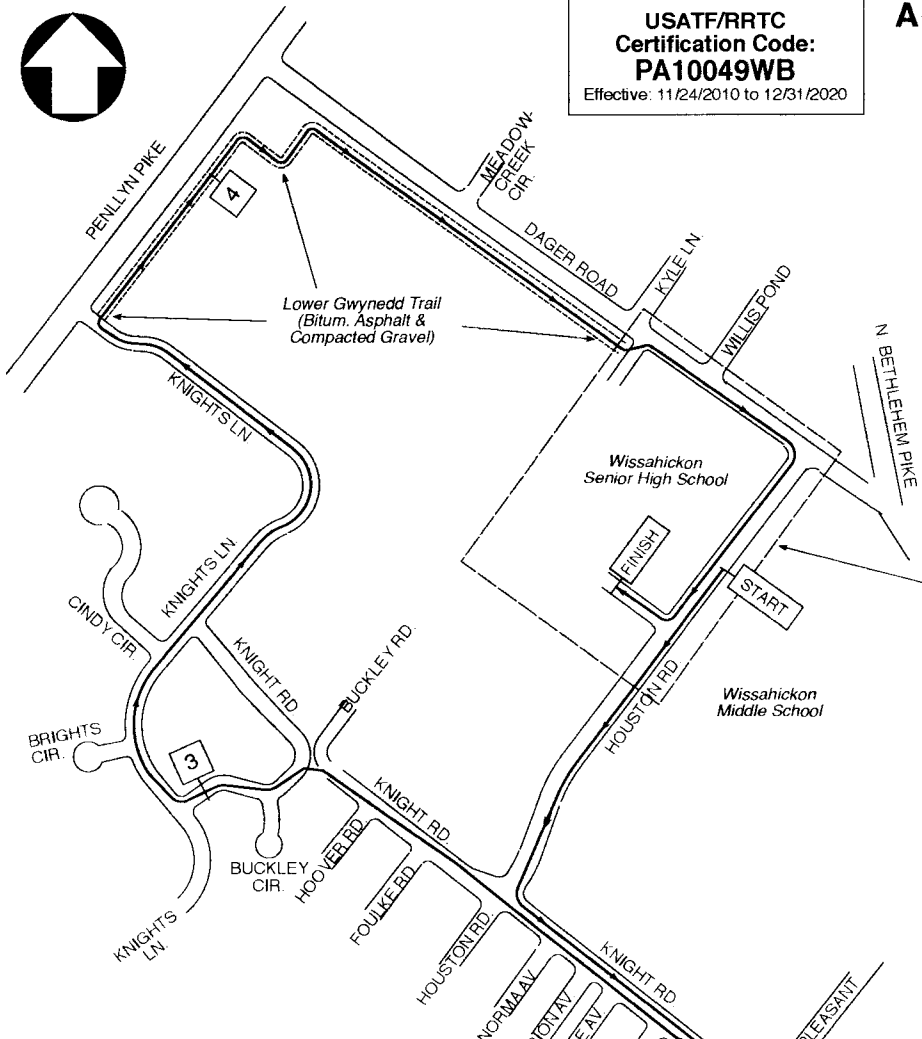 USATF/RRTC
Certification Code:
PA10049WB
Effective: 11/24/2010 to 12/31/2020
A
PENLLYN PIKE
4
MEADOW-
CREEK
CIR.
DAGER ROAD
KYLE LN.
WILLIS POND
N. BETHLEHEM PIKE
Lower Gwynedd Trail
(Bitum. Asphalt &
Compacted Gravel)
KNIGHTS LN
Wissahickon
Senior High School
FINISH
START
KNIGHTS LN.
CINDY CIR.
KNIGHT RD
BUCKLEY RD.
HOUSTON RD
Wissahickon
Middle School
BRIGHTS
CIR.
3
BUCKLEY
CIR.
KNIGHT RD
HOOVER RD
FOULKE RD
HOUSTON RD.
KNIGHTS
LN.
KNIGHT RD
NORMA AV
AV
AV.
PLEASANT